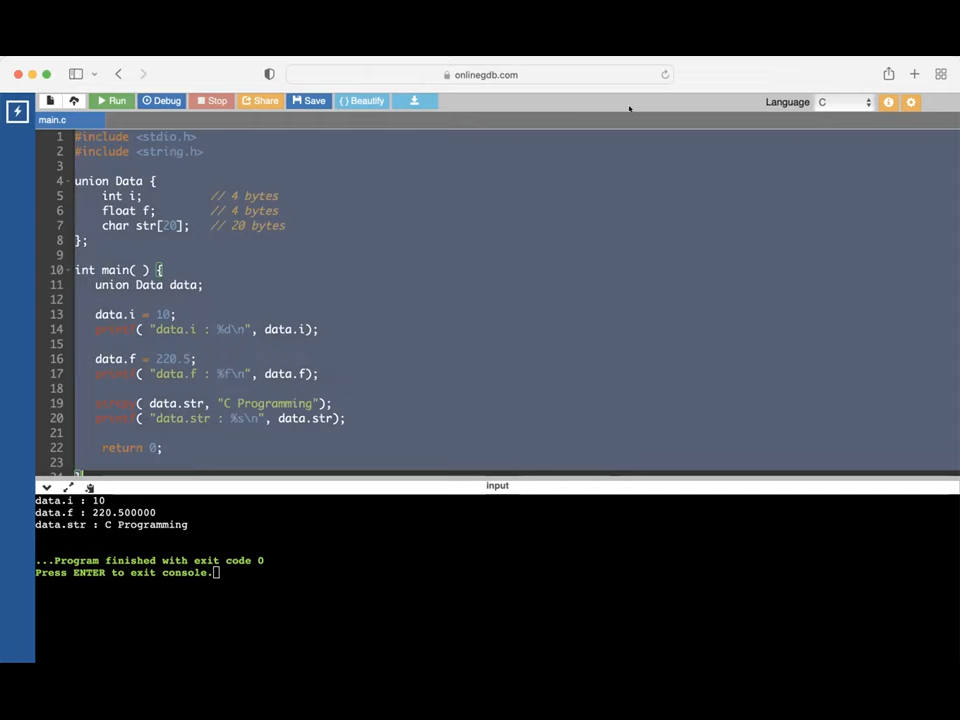 onlinegdb.com
Run Debug Stop Share Save { } Beautify Language C
main.c
1 #include <stdio.h>
2 #include <string.h>
3
4 union Data {
5 int i; // 4 bytes
6 float f; // 4 bytes
7 char str[20]; // 20 bytes
8 };
9
10 int main( ) {
11 union Data data;
12
13 data.i = 10;
14 printf( "data.i : %d\n", data.i);
15
16 data.f = 220.5;
17 printf( "data.f : %f\n", data.f);
18
19 strcpy( data.str, "C Programming");
20 printf( "data.str : %s\n", data.str);
21
22 return 0;
23
24 }
input
data.i : 10
data.f : 220.500000
data.str : C Programming
...Program finished with exit code 0
Press ENTER to exit console.